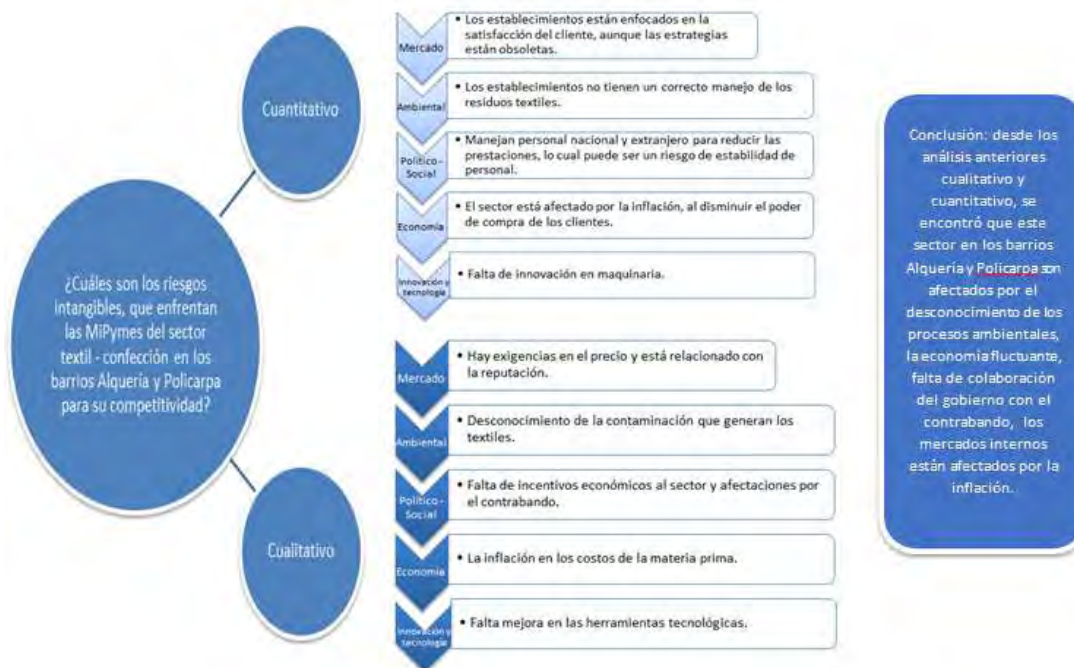 ¿Cuáles son los riesgos
intangibles, que enfrentan
las MiPymes del sector
textil - confección en los
barrios Alquería y Policarpa
para su competitividad?
Cuantitativo
Mercado
• Los establecimientos están enfocados en la
satisfacción del cliente, aunque las estrategias
están obsoletas.
Ambiental
• Los establecimientos no tienen un correcto manejo de los
residuos textiles.
Político -
Social
• Manejan personal nacional y extranjero para reducir las
prestaciones, lo cual puede ser un riesgo de estabilidad de
personal.
Economía
• El sector está afectado por la inflación, al disminuir el poder
de compra de los clientes.
Innovación y
tecnología
• Falta de innovación en maquinaria.
Cualitativo
Mercado
• Hay exigencias en el precio y está relacionado con
la reputación.
Ambiental
• Desconocimiento de la contaminación que generan los
textiles.
Político -
Social
• Falta de incentivos económicos al sector y afectaciones por
el contrabando.
Economía
• La inflación en los costos de la materia prima.
Innovación y
tecnología
• Falta mejora en las herramientas tecnológicas.
Conclusión: desde los
análisis anteriores
cualitativo y
cuantitativo, se
encontró que este
sector en los barrios
Alquería y Policarpa son
afectados por el
desconocimiento de los
procesos ambientales,
la economía fluctuante,
falta de colaboración
del gobierno con el
contrabando, los
mercados internos
están afectados por la
inflación.